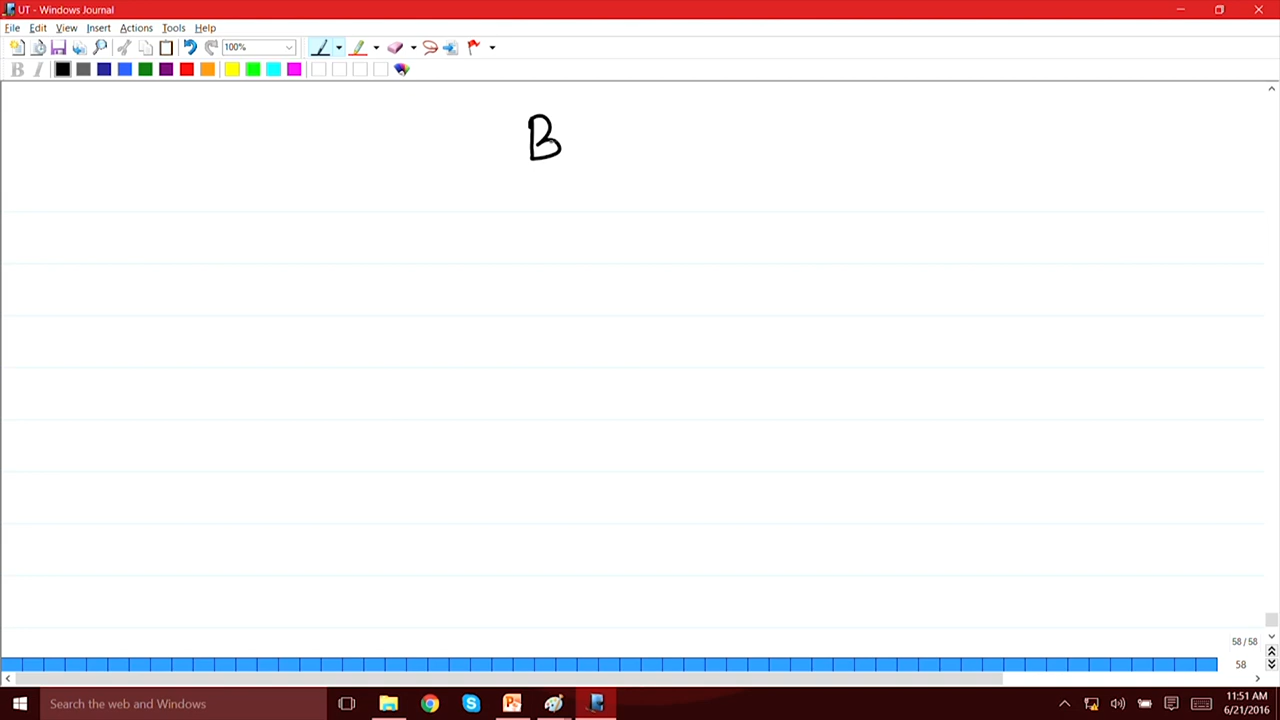 UT - Windows Journal
File Edit View Insert Actions Tools Help
100%
B I
B
58 / 58
58
Search the web and Windows
11:51 AM
6/21/2016